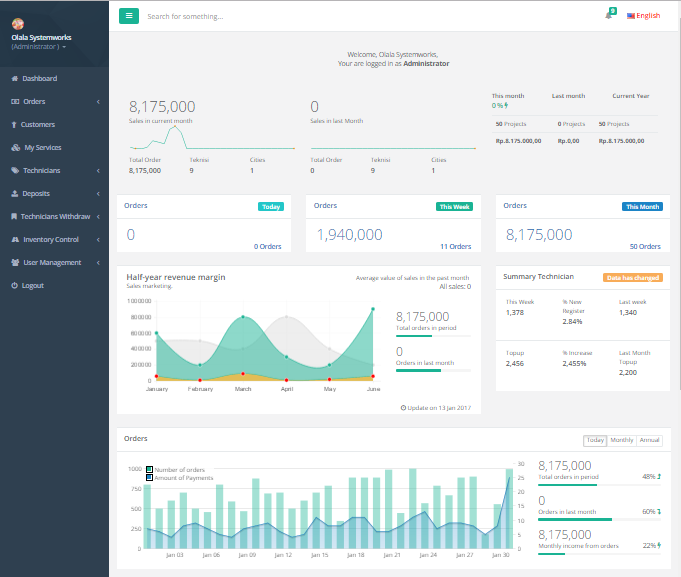 Search for something...
9
English
Olala Systemworks
(Administrator )
Dashboard
Orders
Customers
My Services
Technicians
Deposits
Technicians Withdraw
Inventory Control
User Management
Logout
Welcome, Olala Systemworks,
Your are logged in as Administrator
8,175,000
Sales in current month
Total Order Teknisi Cities
8,175,000 9 1
0
Sales in last Month
Total Order Teknisi Cities
0 9 1
This month Last month Current Year
0 %
50 Projects 0 Projects 50 Projects
Rp.8.175.000,00 Rp.0,00 Rp.8.175.000,00
Orders Today
0
0 Orders
Orders This Week
1,940,000
11 Orders
Orders This Month
8,175,000
50 Orders
Half-year revenue margin
Sales marketing.
Average value of sales in the past month
All sales: 0
1000000
800000
600000
400000
200000
0
January February March April May June
8,175,000
Total orders in period
0
Orders in last month
Update on 13 Jan 2017
Summary Technician Data has changed
This Week % New Register Last week
1,378 2.84% 1,340
Topup % Increase Last Month Topup
2,456 2,455% 2,200
Orders
Today Monthly Annual
Number of orders
Amount of Payments
1000
750
500
250
0
30
25
20
15
10
5
0
Jan 03 Jan 06 Jan 09 Jan 12 Jan 15 Jan 18 Jan 21 Jan 24 Jan 27 Jan 30
8,175,000
Total orders in period 48%
0
Orders in last month 60%
8,175,000
Monthly income from orders 22%